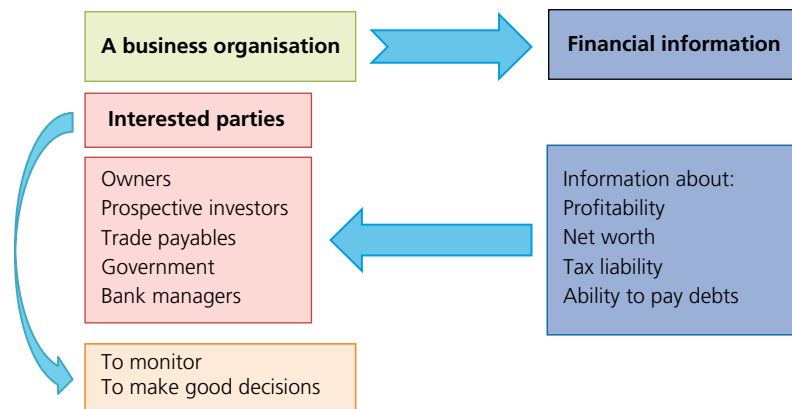 A business organisation
Financial information
Interested parties
Owners
Prospective investors
Trade payables
Government
Bank managers
Information about:
Profitability
Net worth
Tax liability
Ability to pay debts
To monitor
To make good decisions